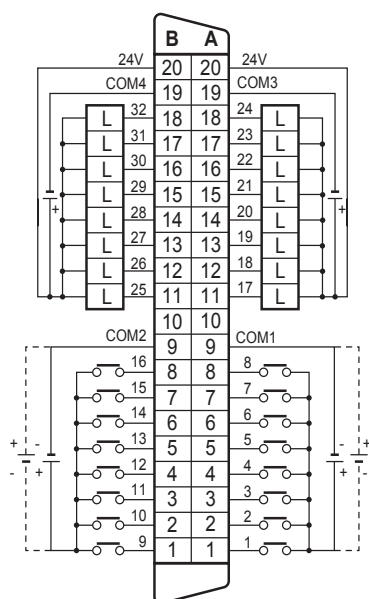 B A
24V 20 20 24V
COM4 19 19 COM3
L 32 18 18 24 L
L 31 17 17 23 L
L 30 16 16 22 L
L 29 15 15 21 L
L 28 14 14 20 L
L 27 13 13 19 L
L 26 12 12 18 L
L 25 11 11 17 L
10 10
COM2 9 9 COM1
16 8 8 8
15 7 7 7
14 6 6 6
13 5 5 5
12 4 4 4
11 3 3 3
10 2 2 2
9 1 1 1
+ + 
+ - - +
- + + -